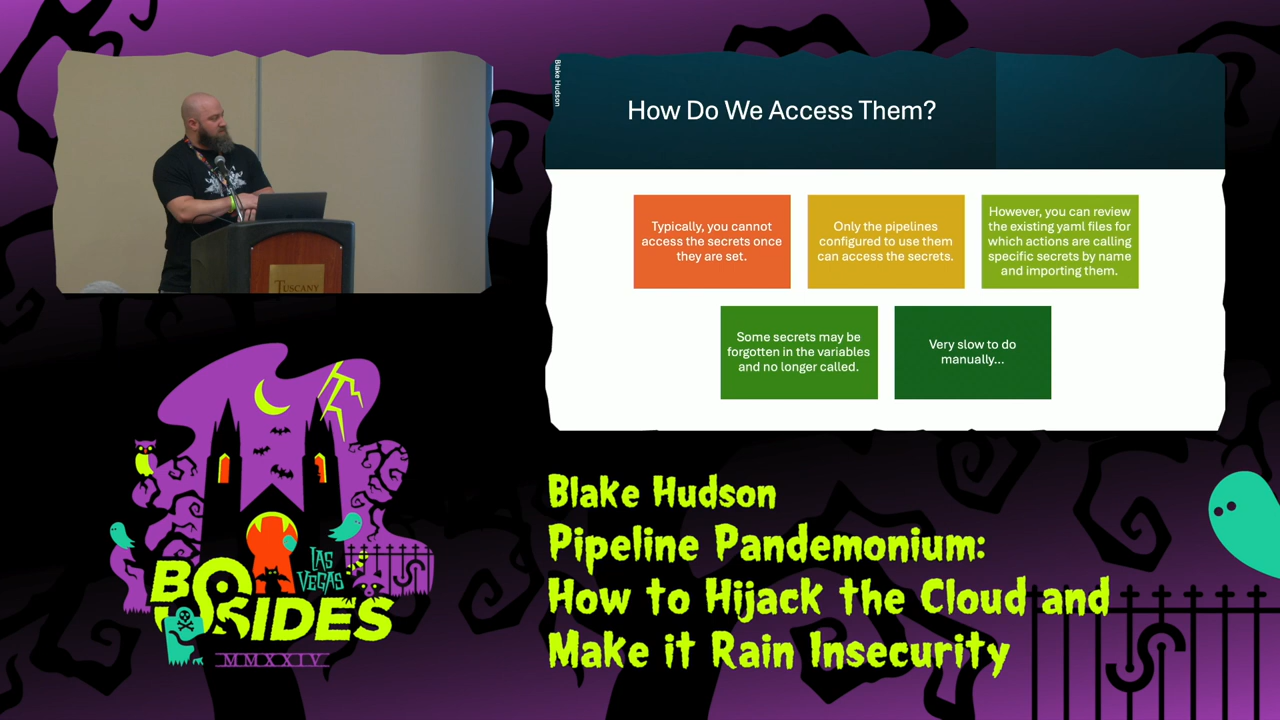 Blake Hudson
How Do We Access Them?
Typically, you cannot
access the secrets once
they are set.
Only the pipelines
configured to use them
can access the secrets.
However, you can review
the existing yaml files for
which actions are calling
specific secrets by name
and importing them.
Some secrets may be
forgotten in the variables
and no longer called.
Very slow to do
manually...
TUSCANY
LAS
VEGAS
BSIDES
MMXXIV
Blake Hudson
Pipeline Pandemonium:
How to Hijack the Cloud and
Make it Rain Insecurity